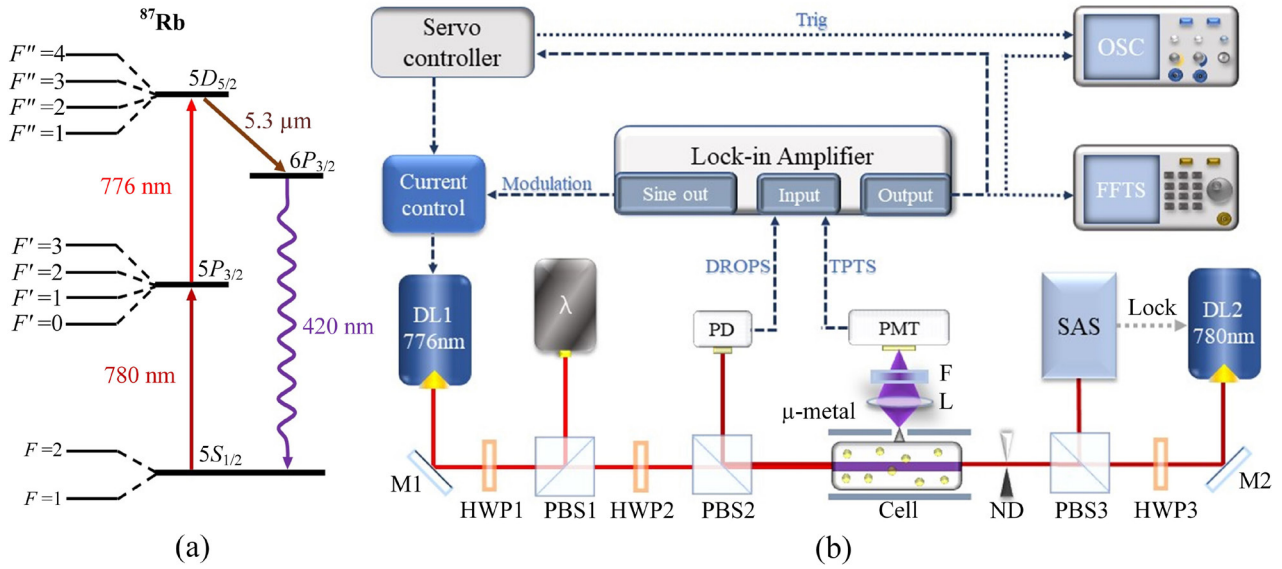 ⁸⁷Rb
F″ =4
F″ =3
F″ =2
F″ =1
5D5/2
5.3 µm
6P3/2
776 nm
F′ =3
F′ =2
F′ =1
F′ =0
5P3/2
420 nm
780 nm
F =2
F =1
5S1/2
(a)
Servo
controller
Trig
OSC
Lock-in Amplifier
Sine out
Input
Output
Modulation
Current
control
FFTS
DROPS
TPTS
DL1
776nm
λ
PD
PMT
F
L
µ-metal
SAS
Lock
DL2
780nm
M1
HWP1
PBS1
HWP2
PBS2
Cell
ND
PBS3
HWP3
M2
(b)